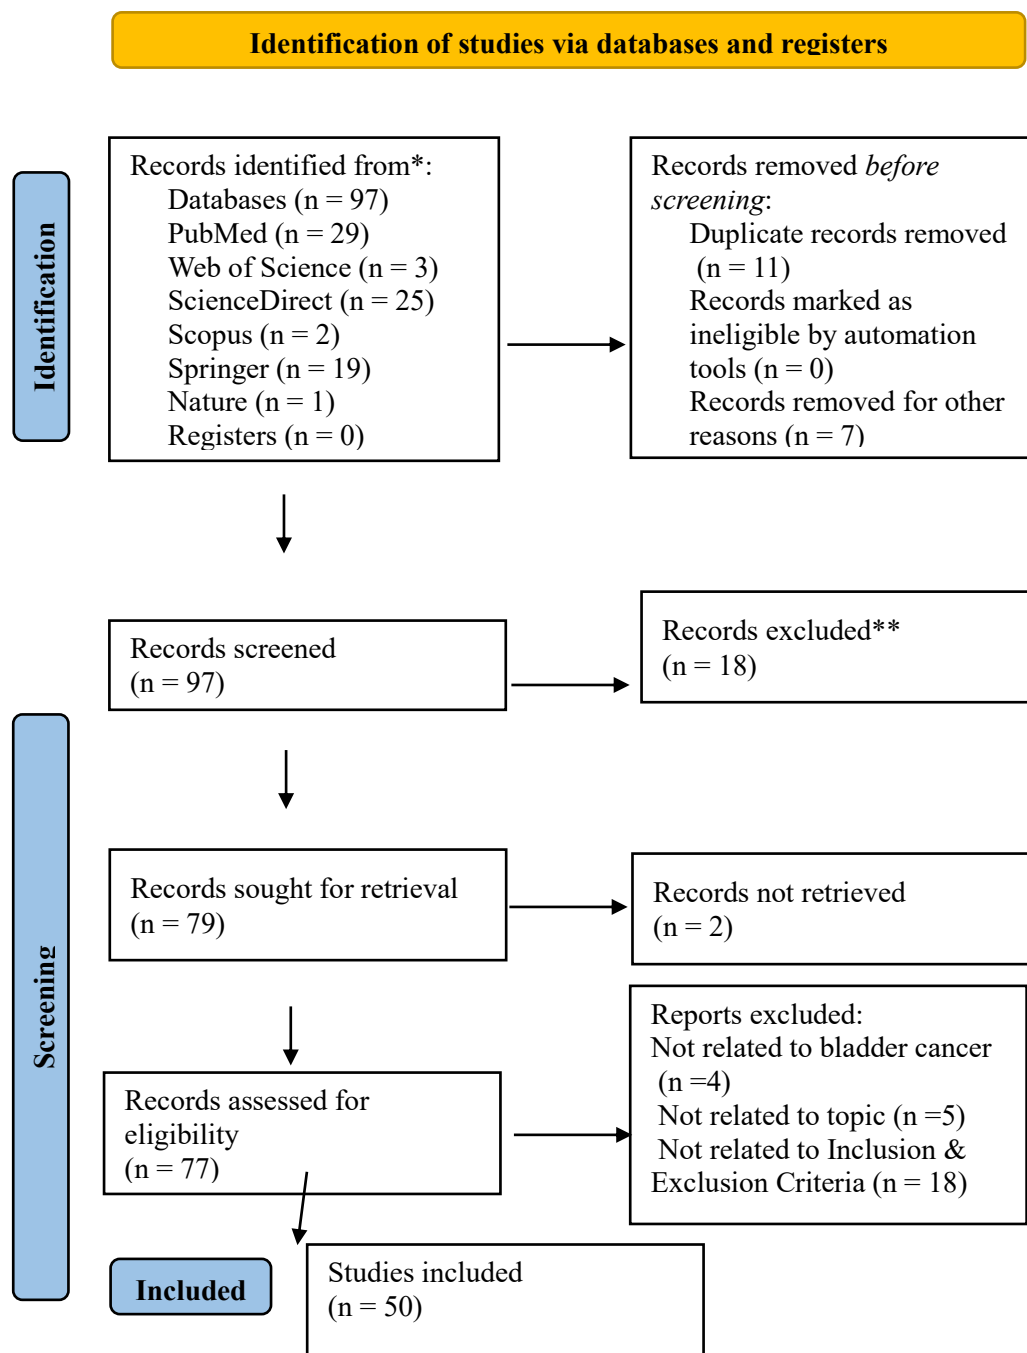 Identification of studies via databases and registers
Identification
Records identified from*:
Databases (n = 97)
PubMed (n = 29)
Web of Science (n = 3)
ScienceDirect (n = 25)
Scopus (n = 2)
Springer (n = 19)
Nature (n = 1)
Registers (n = 0)
Records removed before
screening:
Duplicate records removed
(n = 11)
Records marked as
ineligible by automation
tools (n = 0)
Records removed for other
reasons (n = 7)
Screening
Records screened
(n = 97)
Records excluded**
(n = 18)
Records sought for retrieval
(n = 79)
Records not retrieved
(n = 2)
Records assessed for
eligibility
(n = 77)
Reports excluded:
Not related to bladder cancer
(n =4)
Not related to topic (n =5)
Not related to Inclusion &
Exclusion Criteria (n = 18)
Included
Studies included
(n = 50)